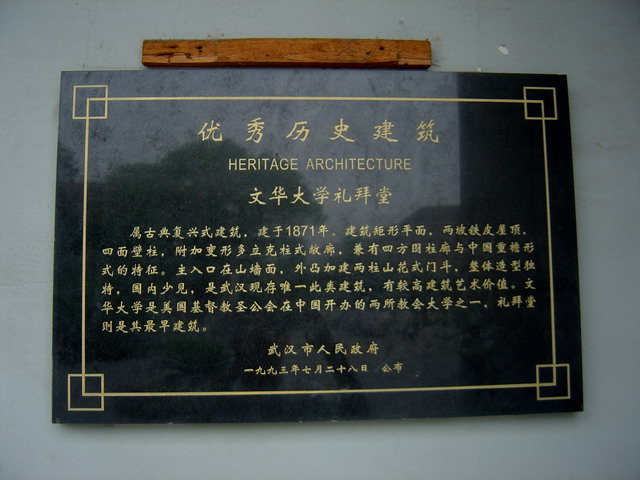 优秀历史建筑
HERITAGE ARCHITECTURE
文华大学礼拜堂
属古典复兴式建筑，建于1871年。建筑矩形平面，两坡铁皮屋顶，
四面壁柱，附加变形多立克柱式敞廊，兼有四方围柱廊与中国重檐形
式的特征。主入口在山墙面，外凸加建两柱山花式门斗，整体造型独
特，国内少见，是武汉现存唯一此类建筑，有较高建筑艺术价值。文
华大学是美国基督教圣公会在中国开办的两所教会大学之一，礼拜堂
则是其最早建筑。
武汉市人民政府
一九九三年七月二十八日 公布